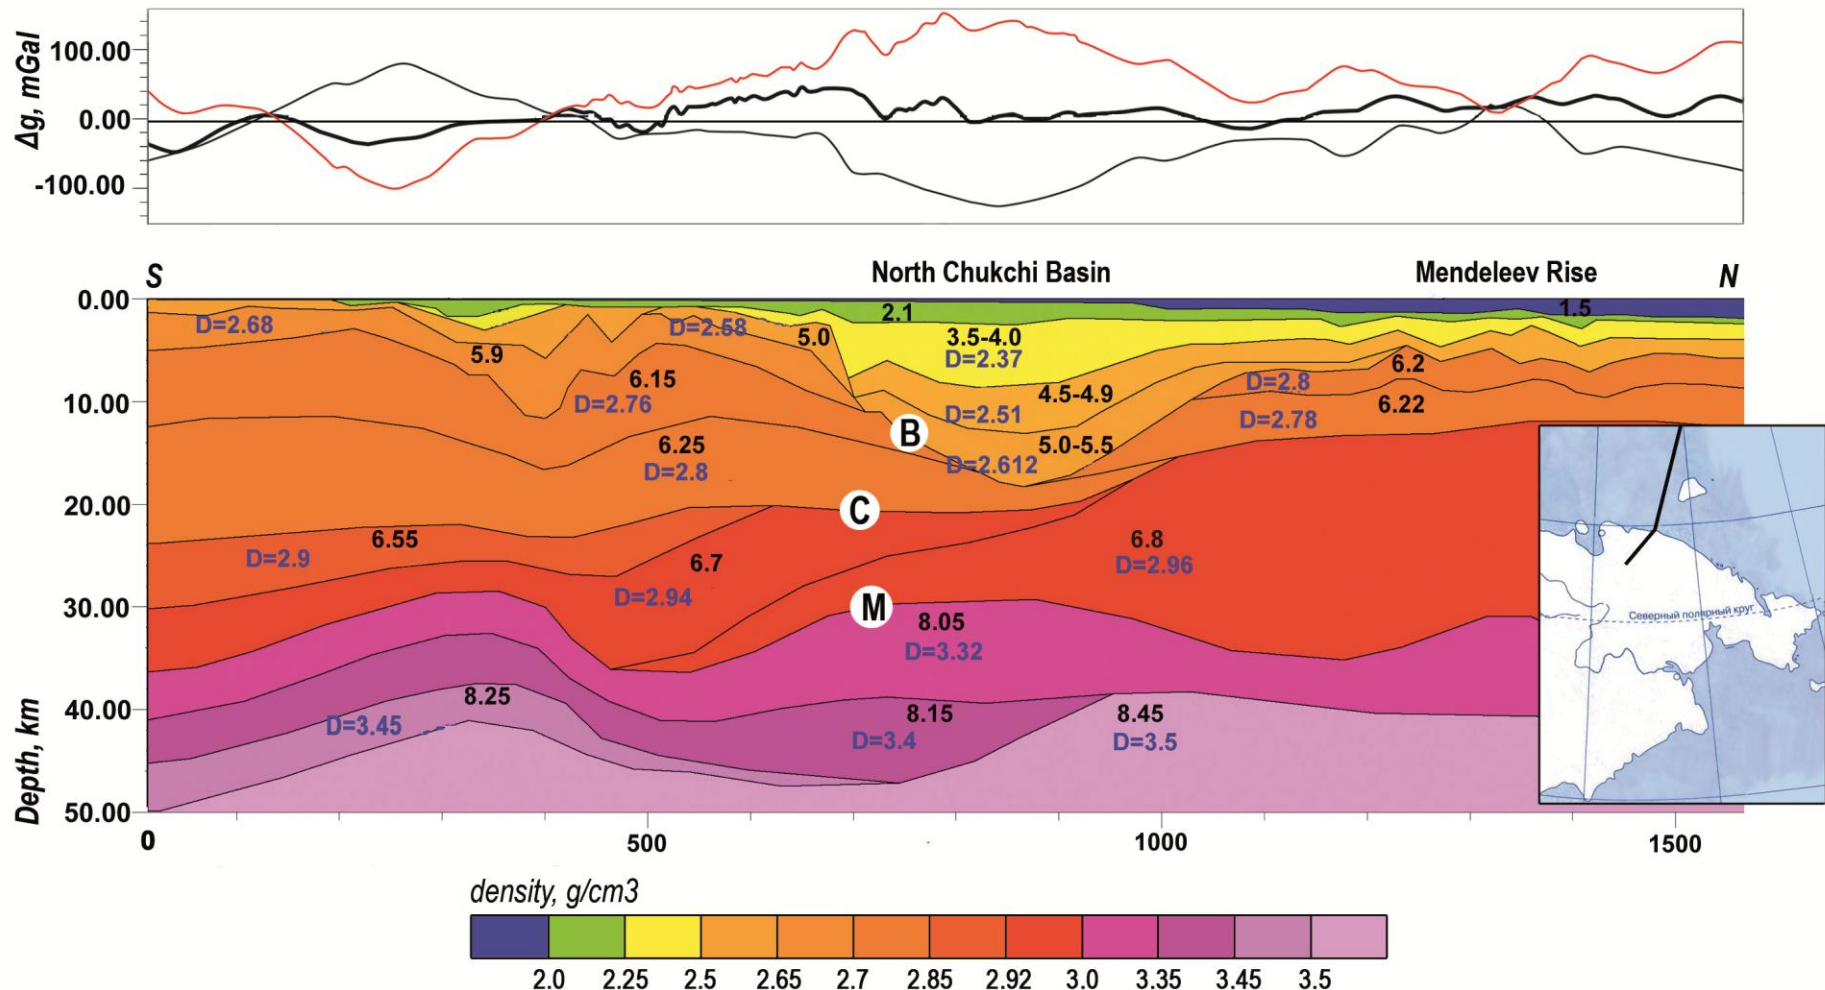 Δg, mGal
100.00
0.00
-100.00
S
North Chukchi Basin
Mendeleev Rise
N
0.00
10.00
20.00
30.00
40.00
50.00
Depth, km
2.1
1.5
D=2.68
D=2.58
5.0
3.5-4.0
D=2.37
5.9
6.15
D=2.76
4.5-4.9
D=2.51
D=2.8
6.2
6.22
D=2.78
B
5.0-5.5
D=2.612
6.25
D=2.8
C
6.55
D=2.9
6.7
D=2.94
6.8
D=2.96
M
8.05
D=3.32
8.25
D=3.45
8.15
D=3.4
8.45
D=3.5
Северный полярный круг
0
500
1000
1500
density, g/cm3
2.0
2.25
2.5
2.65
2.7
2.85
2.92
3.0
3.35
3.45
3.5